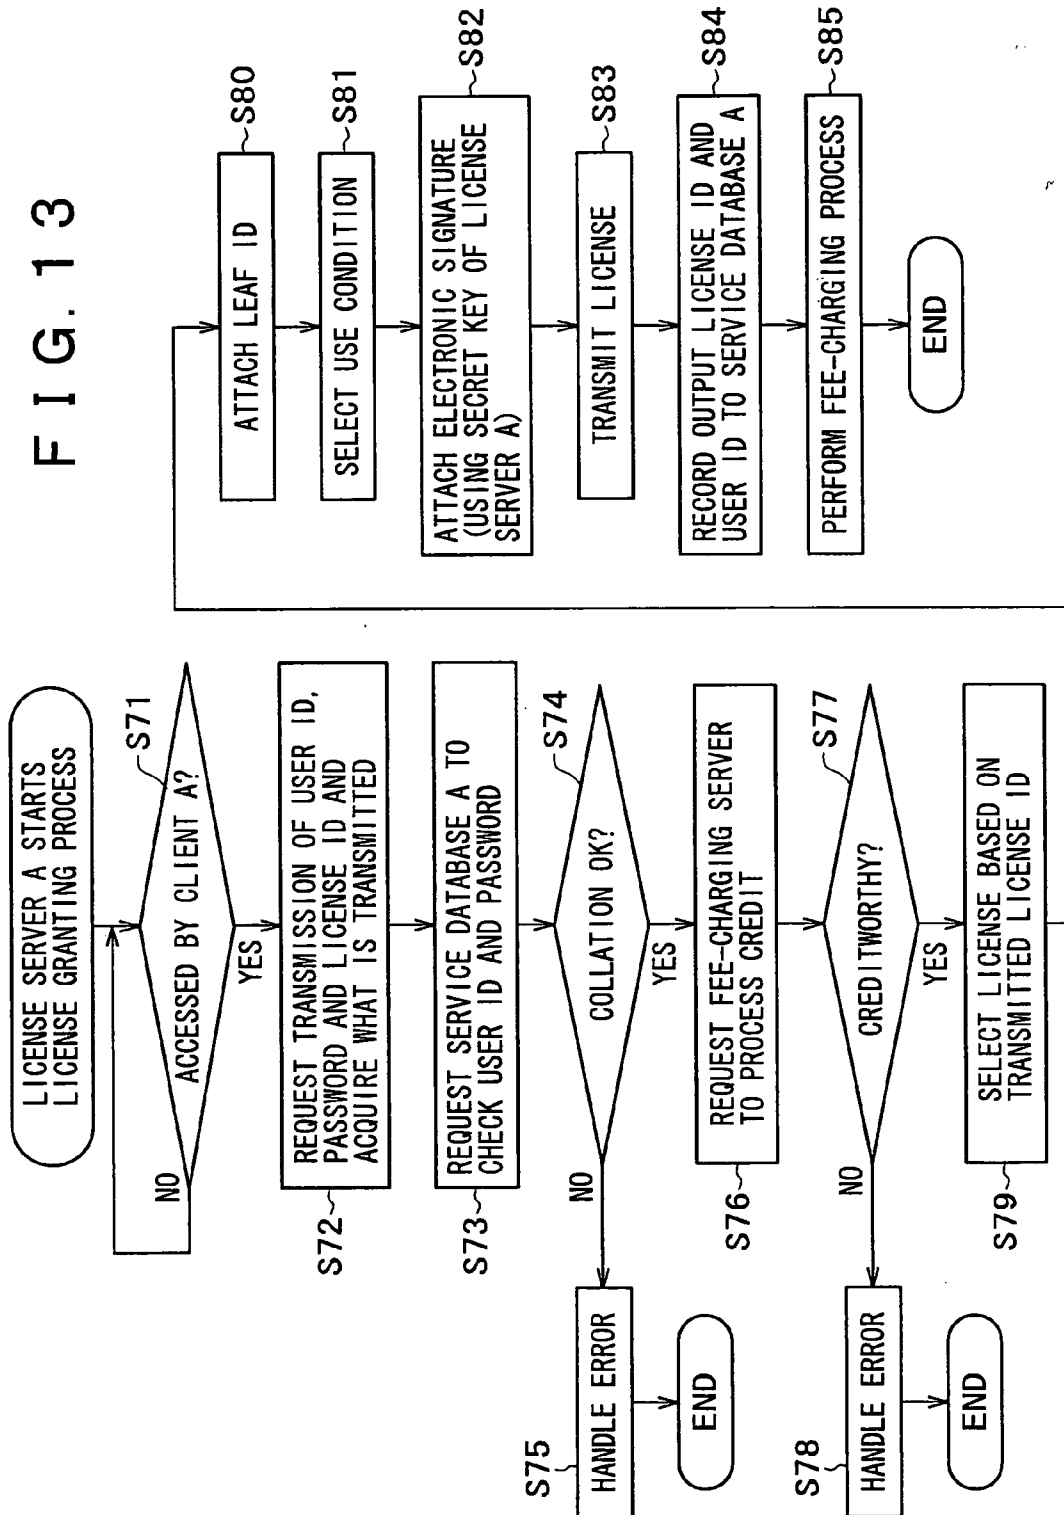 FIG. 13
LICENSE SERVER A STARTS
LICENSE GRANTING PROCESS
S71
ACCESSED BY CLIENT A?
NO
YES
S72
REQUEST TRANSMISSION OF USER ID,
PASSWORD AND LICENSE ID AND
ACQUIRE WHAT IS TRANSMITTED
S73
REQUEST SERVICE DATABASE A TO
CHECK USER ID AND PASSWORD
S74
COLLATION OK?
NO
YES
S75
HANDLE ERROR
END
S76
REQUEST FEE-CHARGING SERVER
TO PROCESS CREDIT
S77
CREDITWORTHY?
NO
YES
S78
HANDLE ERROR
END
S79
SELECT LICENSE BASED ON
TRANSMITTED LICENSE ID
S80
ATTACH LEAF ID
S81
SELECT USE CONDITION
S82
ATTACH ELECTRONIC SIGNATURE
(USING SECRET KEY OF LICENSE
SERVER A)
S83
TRANSMIT LICENSE
S84
RECORD OUTPUT LICENSE ID AND
USER ID TO SERVICE DATABASE A
S85
PERFORM FEE-CHARGING PROCESS
END